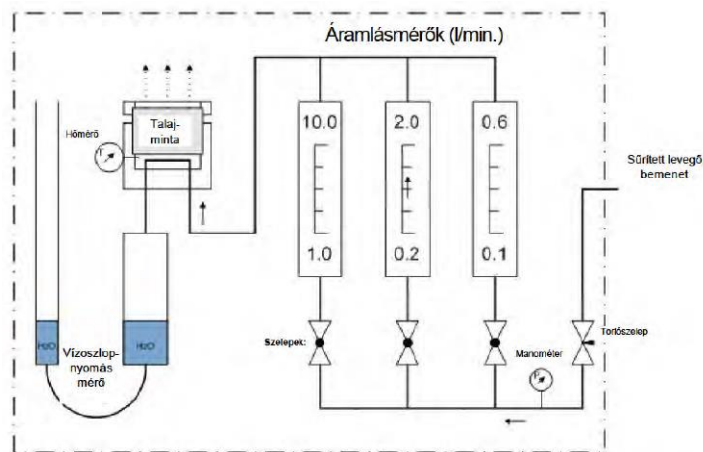 Áramlásmérők (l/min.)
Talaj-
minta
Hőmérő
T
10.0
2.0
0.6
Sűrített levegő
bemenet
1.0
0.2
0.1
H2O
H2O
Vízoszlop-
nyomás
mérő
Szelepek:
Manométer
P
Torlószelep